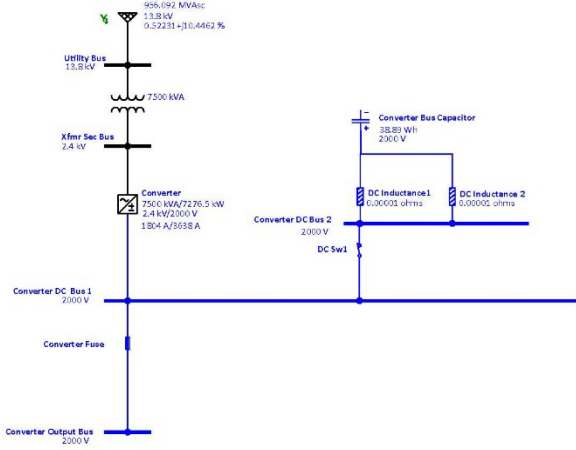 956.092 MVAsc
13.8 kV
0.52231+j10.4462 %
Utility Bus
13.8 kV
7500 kVA
Xfmr Sec Bus
2.4 kV
Converter
7500 kVA/7276.5 kW
2.4 kV/2000 V
1804 A/3638 A
Converter Bus Capacitor
38.89 Wh
2000 V
DC Inductance1
0.00001 ohms
DC Inductance 2
0.00001 ohms
Converter DC Bus 2
2000 V
DC Sw1
Converter DC Bus 1
2000 V
Converter Fuse
Converter Output Bus
2000 V